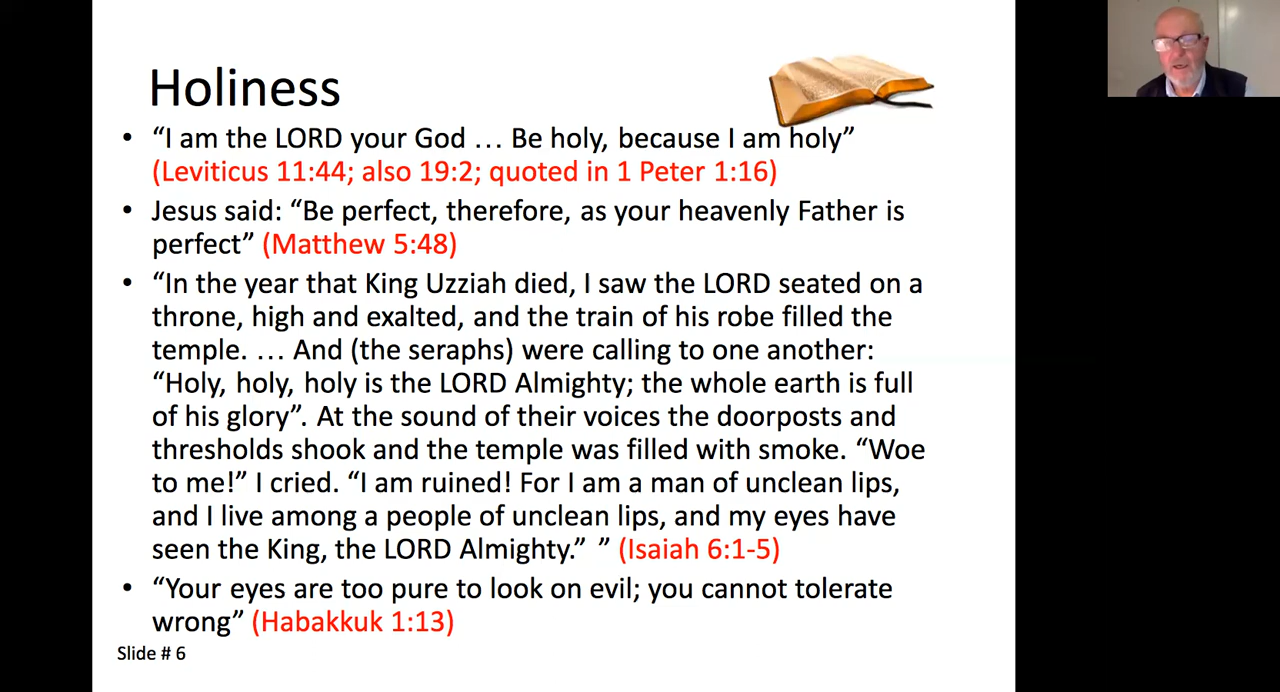 Holiness
• “I am the LORD your God … Be holy, because I am holy”
(Leviticus 11:44; also 19:2; quoted in 1 Peter 1:16)
• Jesus said: “Be perfect, therefore, as your heavenly Father is
perfect” (Matthew 5:48)
• “In the year that King Uzziah died, I saw the LORD seated on a
throne, high and exalted, and the train of his robe filled the
temple. … And (the seraphs) were calling to one another:
“Holy, holy, holy is the LORD Almighty; the whole earth is full
of his glory”. At the sound of their voices the doorposts and
thresholds shook and the temple was filled with smoke. “Woe
to me!” I cried. “I am ruined! For I am a man of unclean lips,
and I live among a people of unclean lips, and my eyes have
seen the King, the LORD Almighty.” ” (Isaiah 6:1-5)
• “Your eyes are too pure to look on evil; you cannot tolerate
wrong” (Habakkuk 1:13)
Slide # 6